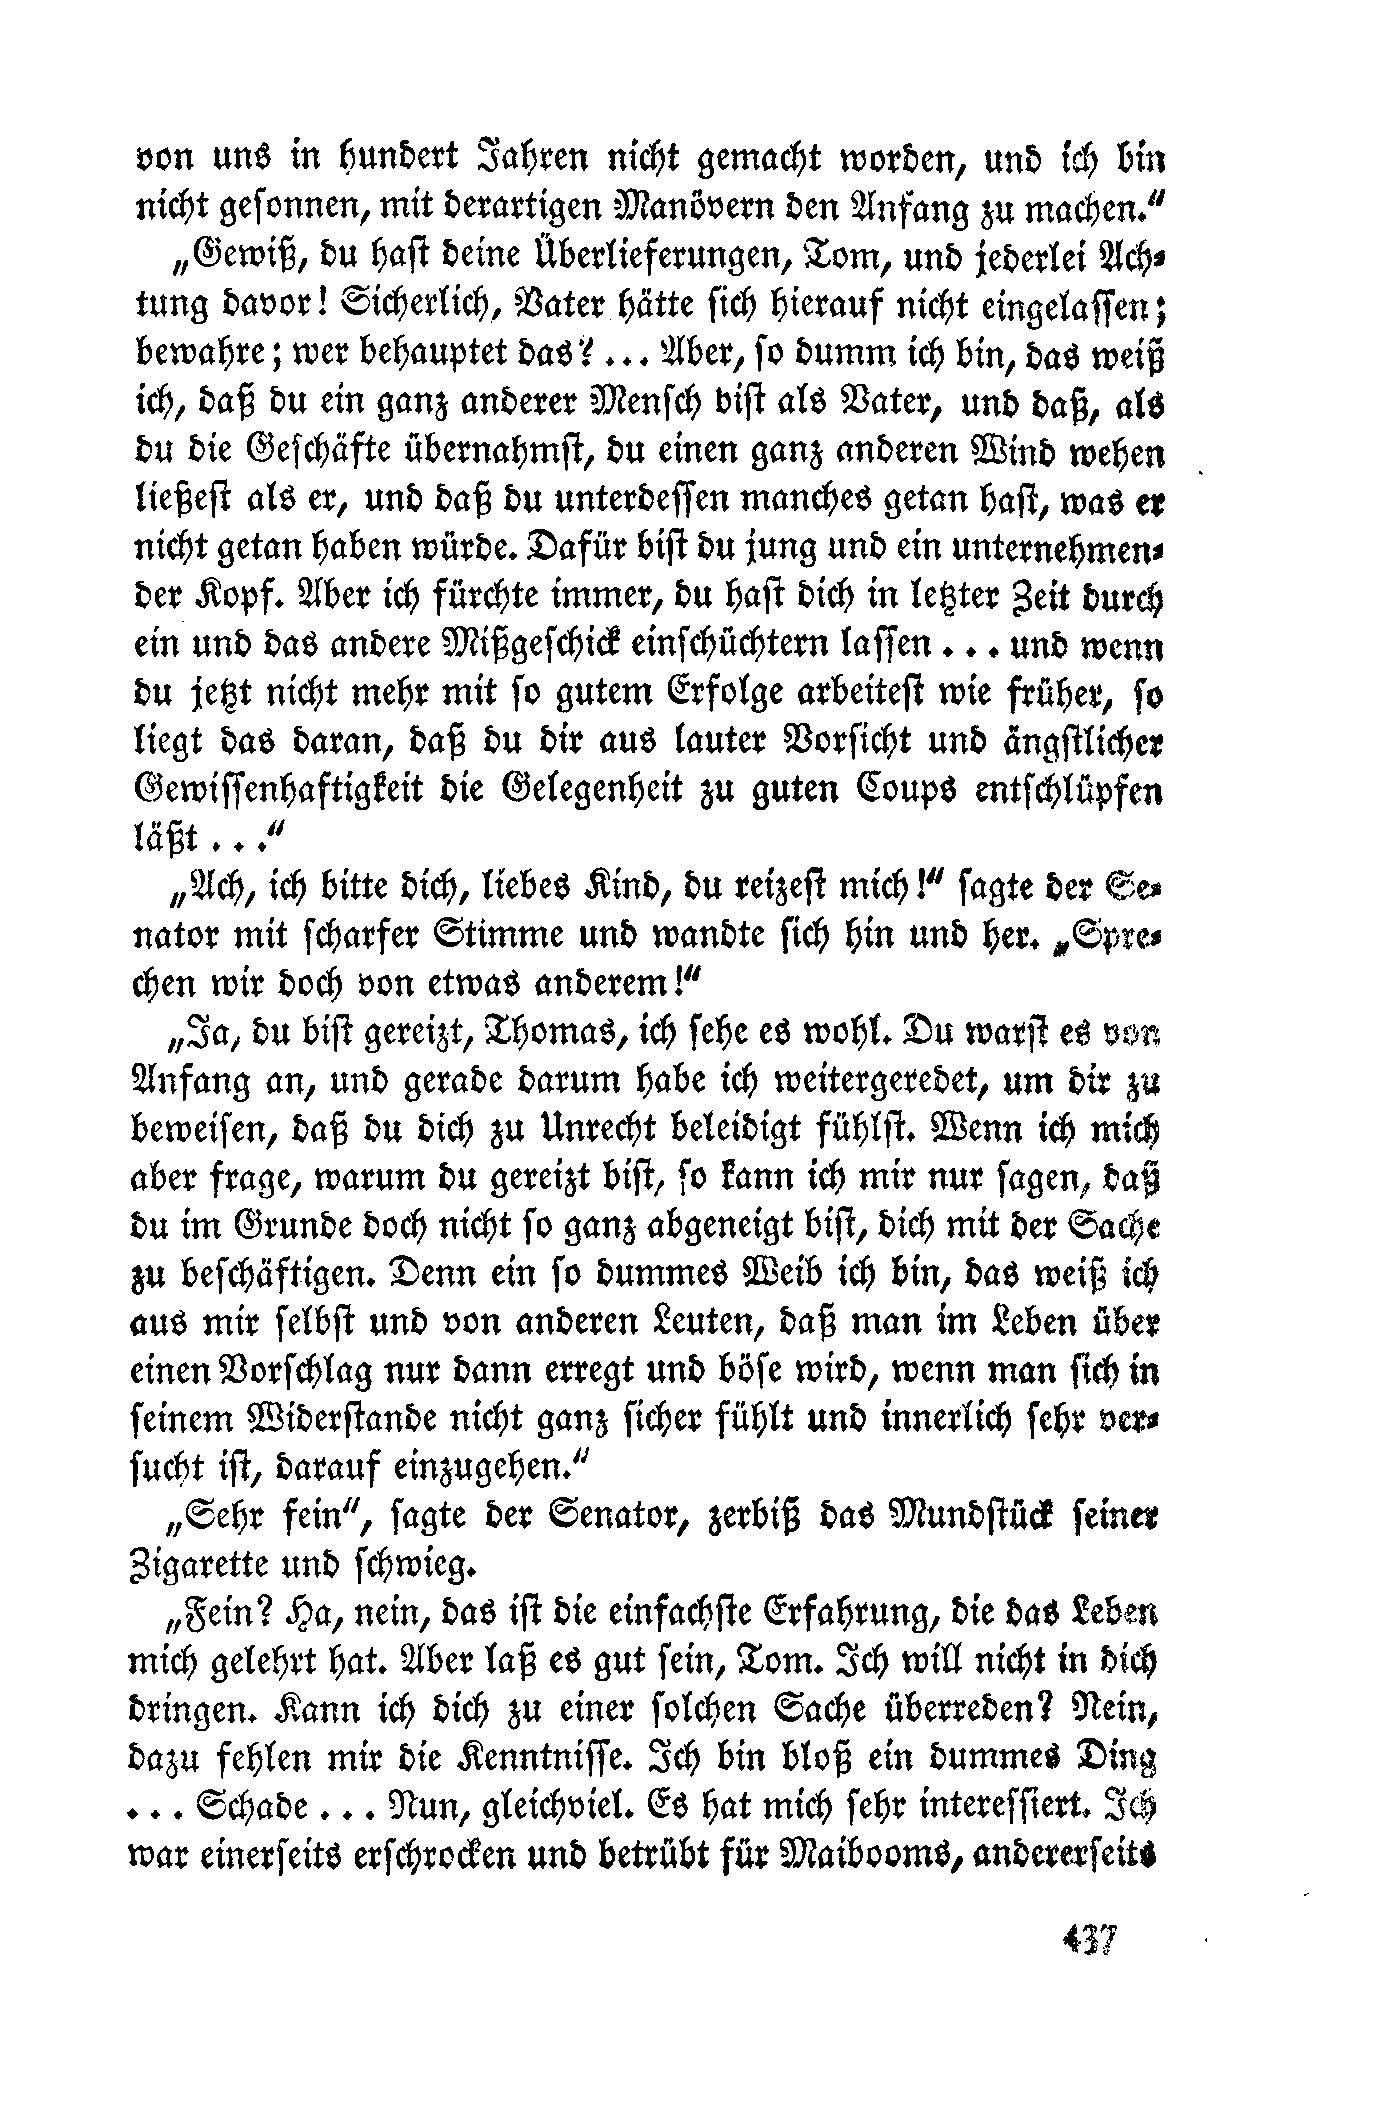 von uns in hundert Jahren nicht gemacht worden, und ich bin
nicht gesonnen, mit derartigen Manövern den Anfang zu machen.“
„Gewiß, du hast deine Überlieferungen, Tom, und jederlei Ach-
tung davor! Sicherlich, Vater hätte sich hierauf nicht eingelassen;
bewahre; wer behauptet das? ... Aber, so dumm ich bin, das weiß
ich, daß du ein ganz anderer Mensch bist als Vater, und daß, als
du die Geschäfte übernahmst, du einen ganz anderen Wind wehen
ließest als er, und daß du unterdessen manches getan hast, was er
nicht getan haben würde. Dafür bist du jung und ein unternehmen-
der Kopf. Aber ich fürchte immer, du hast dich in letzter Zeit durch
ein und das andere Mißgeschick einschüchtern lassen ... und wenn
du jetzt nicht mehr mit so gutem Erfolge arbeitest wie früher, so
liegt das daran, daß du dir aus lauter Vorsicht und ängstlicher
Gewissenhaftigkeit die Gelegenheit zu guten Coups entschlüpfen
läßt ...“
„Ach, ich bitte dich, liebes Kind, du reizest mich!“ sagte der Se-
nator mit scharfer Stimme und wandte sich hin und her. „Spre-
chen wir doch von etwas anderem!“
„Ja, du bist gereizt, Thomas, ich sehe es wohl. Du warst es von
Anfang an, und gerade darum habe ich weitergeredet, um dir zu
beweisen, daß du dich zu Unrecht beleidigt fühlst. Wenn ich mich
aber frage, warum du gereizt bist, so kann ich mir nur sagen, daß
du im Grunde doch nicht so ganz abgeneigt bist, dich mit der Sache
zu beschäftigen. Denn ein so dummes Weib ich bin, das weiß ich
aus mir selbst und von anderen Leuten, daß man im Leben über
einen Vorschlag nur dann erregt und böse wird, wenn man sich in
seinem Widerstande nicht ganz sicher fühlt und innerlich sehr ver-
sucht ist, darauf einzugehen.“
„Sehr fein“, sagte der Senator, zerbiß das Mundstück seiner
Zigarette und schwieg.
„Fein? Ha, nein, das ist die einfachste Erfahrung, die das Leben
mich gelehrt hat. Aber laß es gut sein, Tom. Ich will nicht in dich
dringen. Kann ich dich zu einer solchen Sache überreden? Nein,
dazu fehlen mir die Kenntnisse. Ich bin bloß ein dummes Ding
... Schade ... Nun, gleichviel. Es hat mich sehr interessiert. Ich
war einerseits erschrocken und betrübt für Maibooms, andererseits
437